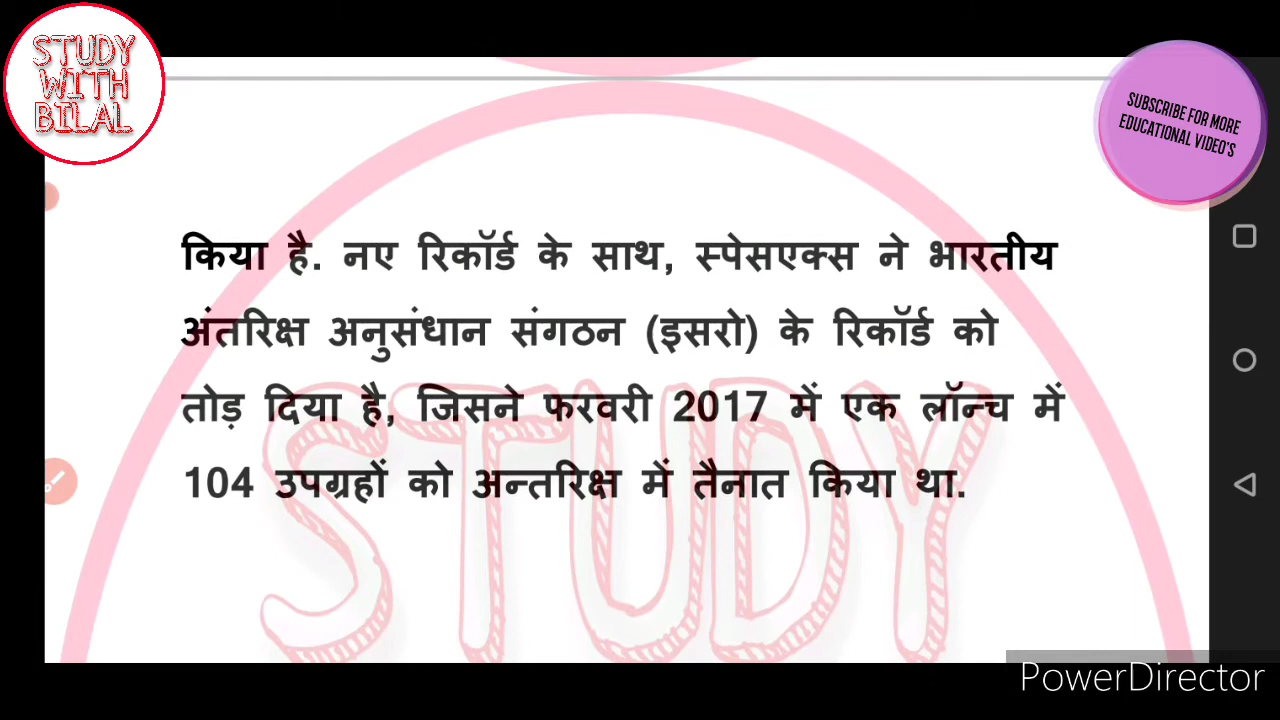 STUDY
WITH
BILAL
SUBSCRIBE FOR MORE
EDUCATIONAL VIDEO'S
किया है. नए रिकॉर्ड के साथ, स्पेसएक्स ने भारतीय
अंतरिक्ष अनुसंधान संगठन (इसरो) के रिकॉर्ड को
तोड़ दिया है, जिसने फरवरी 2017 में एक लॉन्च में
104 उपग्रहों को अन्तरिक्ष में तैनात किया था.
STUDY
PowerDirector